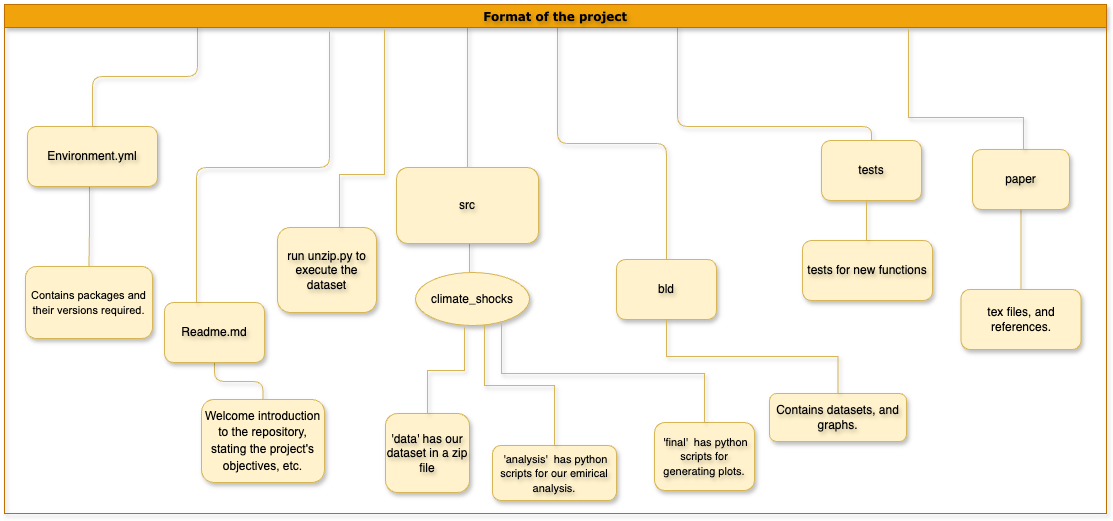 Format of the project
Environment.yml
Contains packages and
their versions required.
Readme.md
Welcome introduction
to the repository,
stating the project's
objectives, etc.
run unzip.py to
execute the
dataset
src
climate_shocks
'data' has our
dataset in a zip
file
'analysis'  has python
scripts for our emirical
analysis.
'final'  has python
scripts for
generating plots.
bld
Contains datasets, and
graphs.
tests
tests for new functions
paper
tex files, and
references.